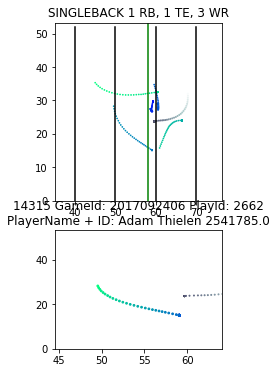 SINGLEBACK 1 RB, 1 TE, 3 WR
50
40
30
20
10
0
40 50 60 70
14315 GameId: 2017092406 PlayId: 2662
PlayerName + ID: Adam Thielen 2541785.0
40
20
0
45 50 55 60